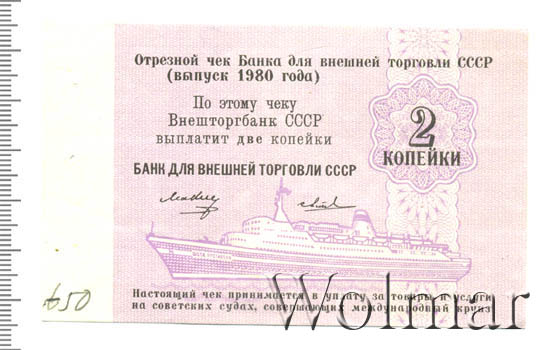 Отрезной чек Банка для внешней торговли СССР
(выпуск 1980 года)
По этому чеку
Внешторгбанк СССР
выплатит две копейки
2
КОПЕЙКИ
БАНК ДЛЯ ВНЕШНЕЙ ТОРГОВЛИ СССР
Настоящий чек принимается в уплату за товары и услуги
на советских судах, совершающих международный круиз
650
Wolmar